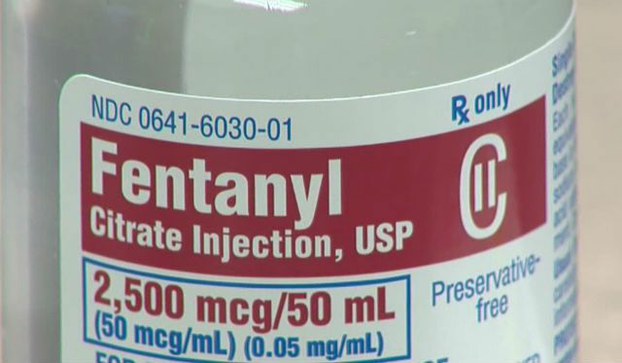 NDC 0641-6030-01
Rx only
Fentanyl
CII
Citrate Injection, USP
2,500 mcg/50 mL
(50 mcg/mL) (0.05 mg/mL)
Preservative-
free